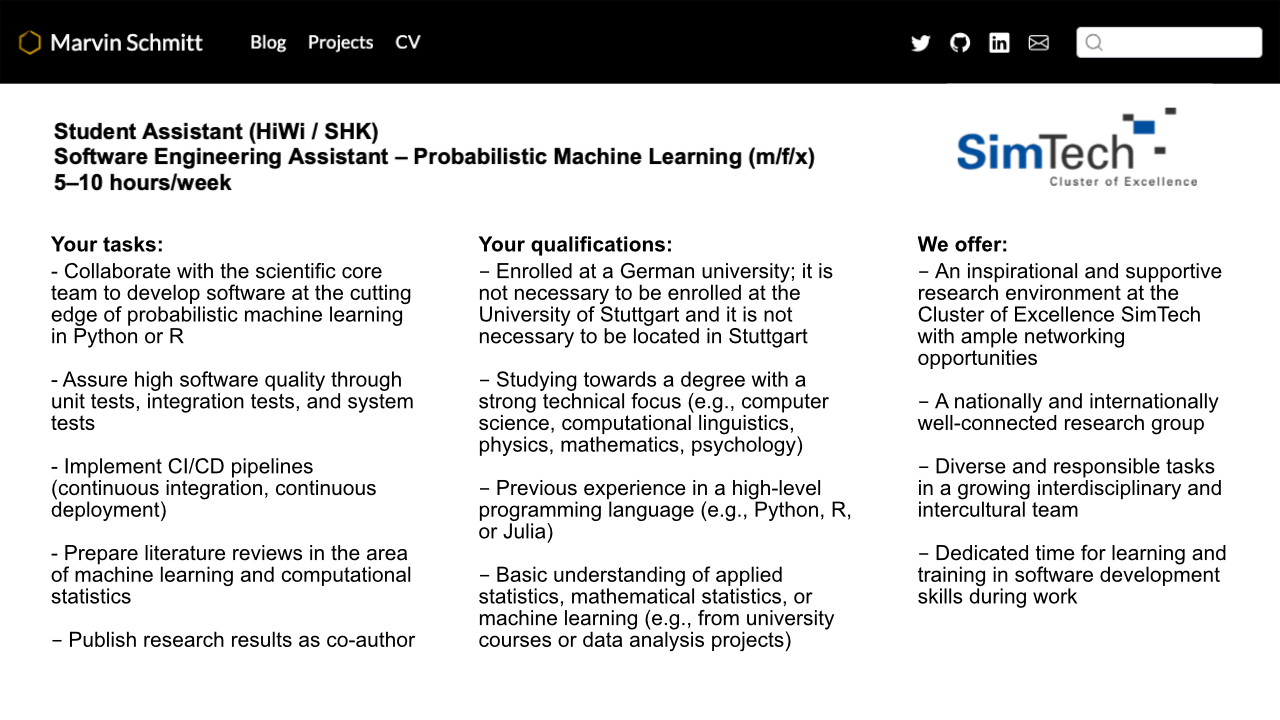 Marvin Schmitt
Blog
Projects
CV
Student Assistant (HiWi / SHK)
Software Engineering Assistant – Probabilistic Machine Learning (m/f/x)
5–10 hours/week
SimTech
Cluster of Excellence
Your tasks:
- Collaborate with the scientific core
team to develop software at the cutting
edge of probabilistic machine learning
in Python or R
- Assure high software quality through
unit tests, integration tests, and system
tests
- Implement CI/CD pipelines
(continuous integration, continuous
deployment)
- Prepare literature reviews in the area
of machine learning and computational
statistics
– Publish research results as co-author
Your qualifications:
– Enrolled at a German university; it is
not necessary to be enrolled at the
University of Stuttgart and it is not
necessary to be located in Stuttgart
– Studying towards a degree with a
strong technical focus (e.g., computer
science, computational linguistics,
physics, mathematics, psychology)
– Previous experience in a high-level
programming language (e.g., Python, R,
or Julia)
– Basic understanding of applied
statistics, mathematical statistics, or
machine learning (e.g., from university
courses or data analysis projects)
We offer:
– An inspirational and supportive
research environment at the
Cluster of Excellence SimTech
with ample networking
opportunities
– A nationally and internationally
well-connected research group
– Diverse and responsible tasks
in a growing interdisciplinary and
intercultural team
– Dedicated time for learning and
training in software development
skills during work